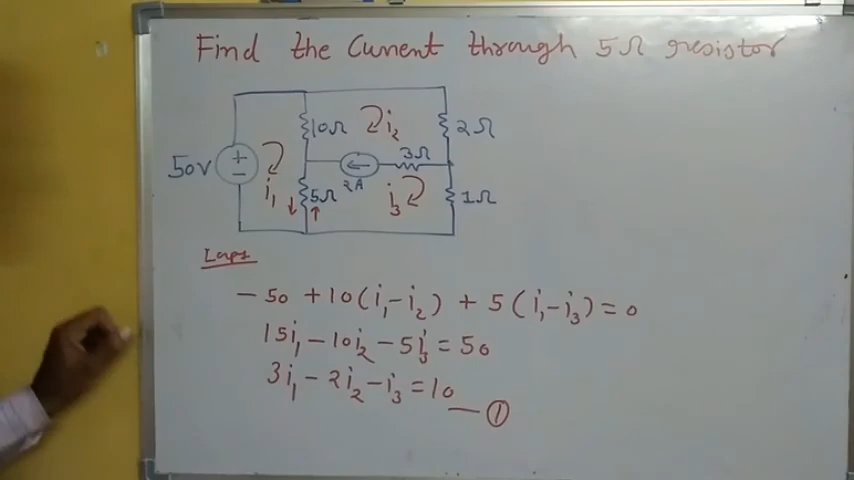 Find the Current through 5Ω resistor
10Ω i₂ 2Ω
50V + − 3Ω
2A
i₁ 5Ω i₃ 1Ω
Loop₁
− 50 + 10(i₁−i₂) + 5(i₁−i₃) = 0
15i₁ − 10i₂ − 5i₃ = 50
3i₁ − 2i₂ − i₃ = 10
— ①